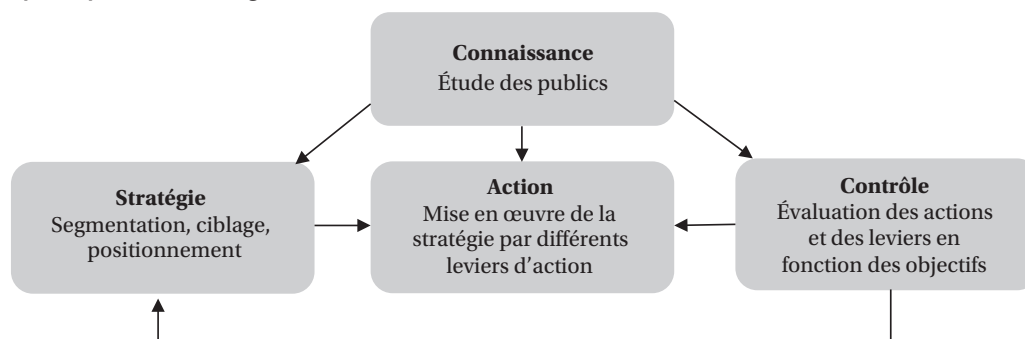 Connaissance
Étude des publics
Stratégie
Segmentation, ciblage,
positionnement
Action
Mise en œuvre de la
stratégie par différents
leviers d’action
Contrôle
Évaluation des actions
et des leviers en
fonction des objectifs